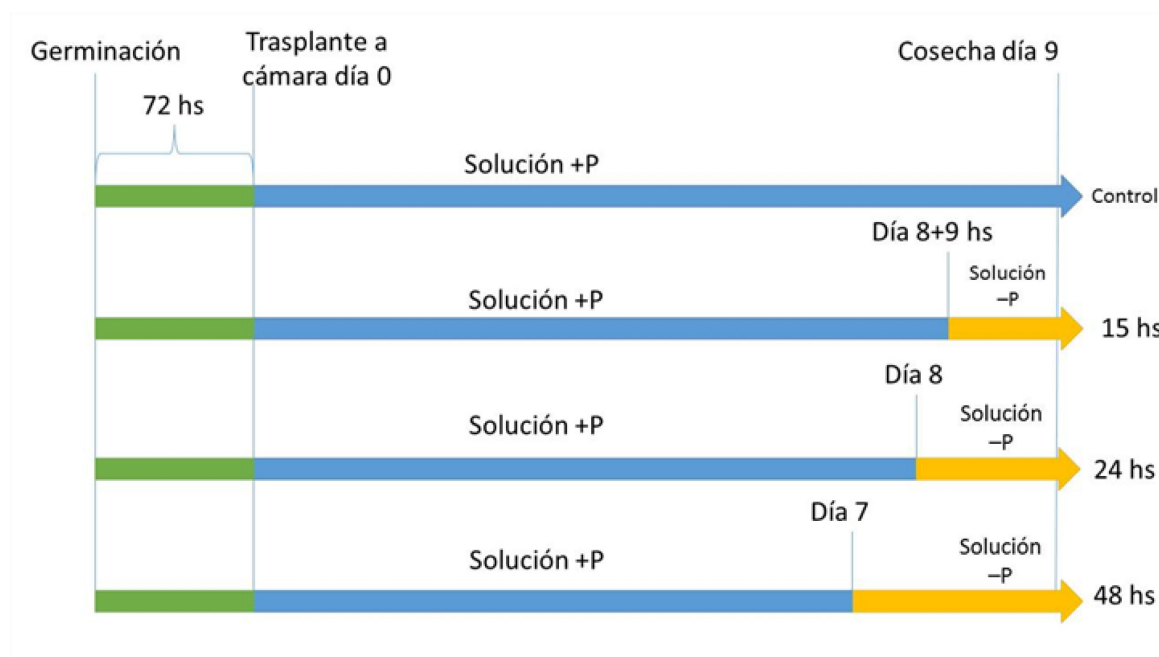 Germinación
Trasplante a
cámara día 0
Cosecha día 9
72 hs
Solución +P
Control
Día 8+9 hs
Solución +P
Solución
–P
15 hs
Día 8
Solución +P
Solución
–P
24 hs
Día 7
Solución +P
Solución
–P
48 hs